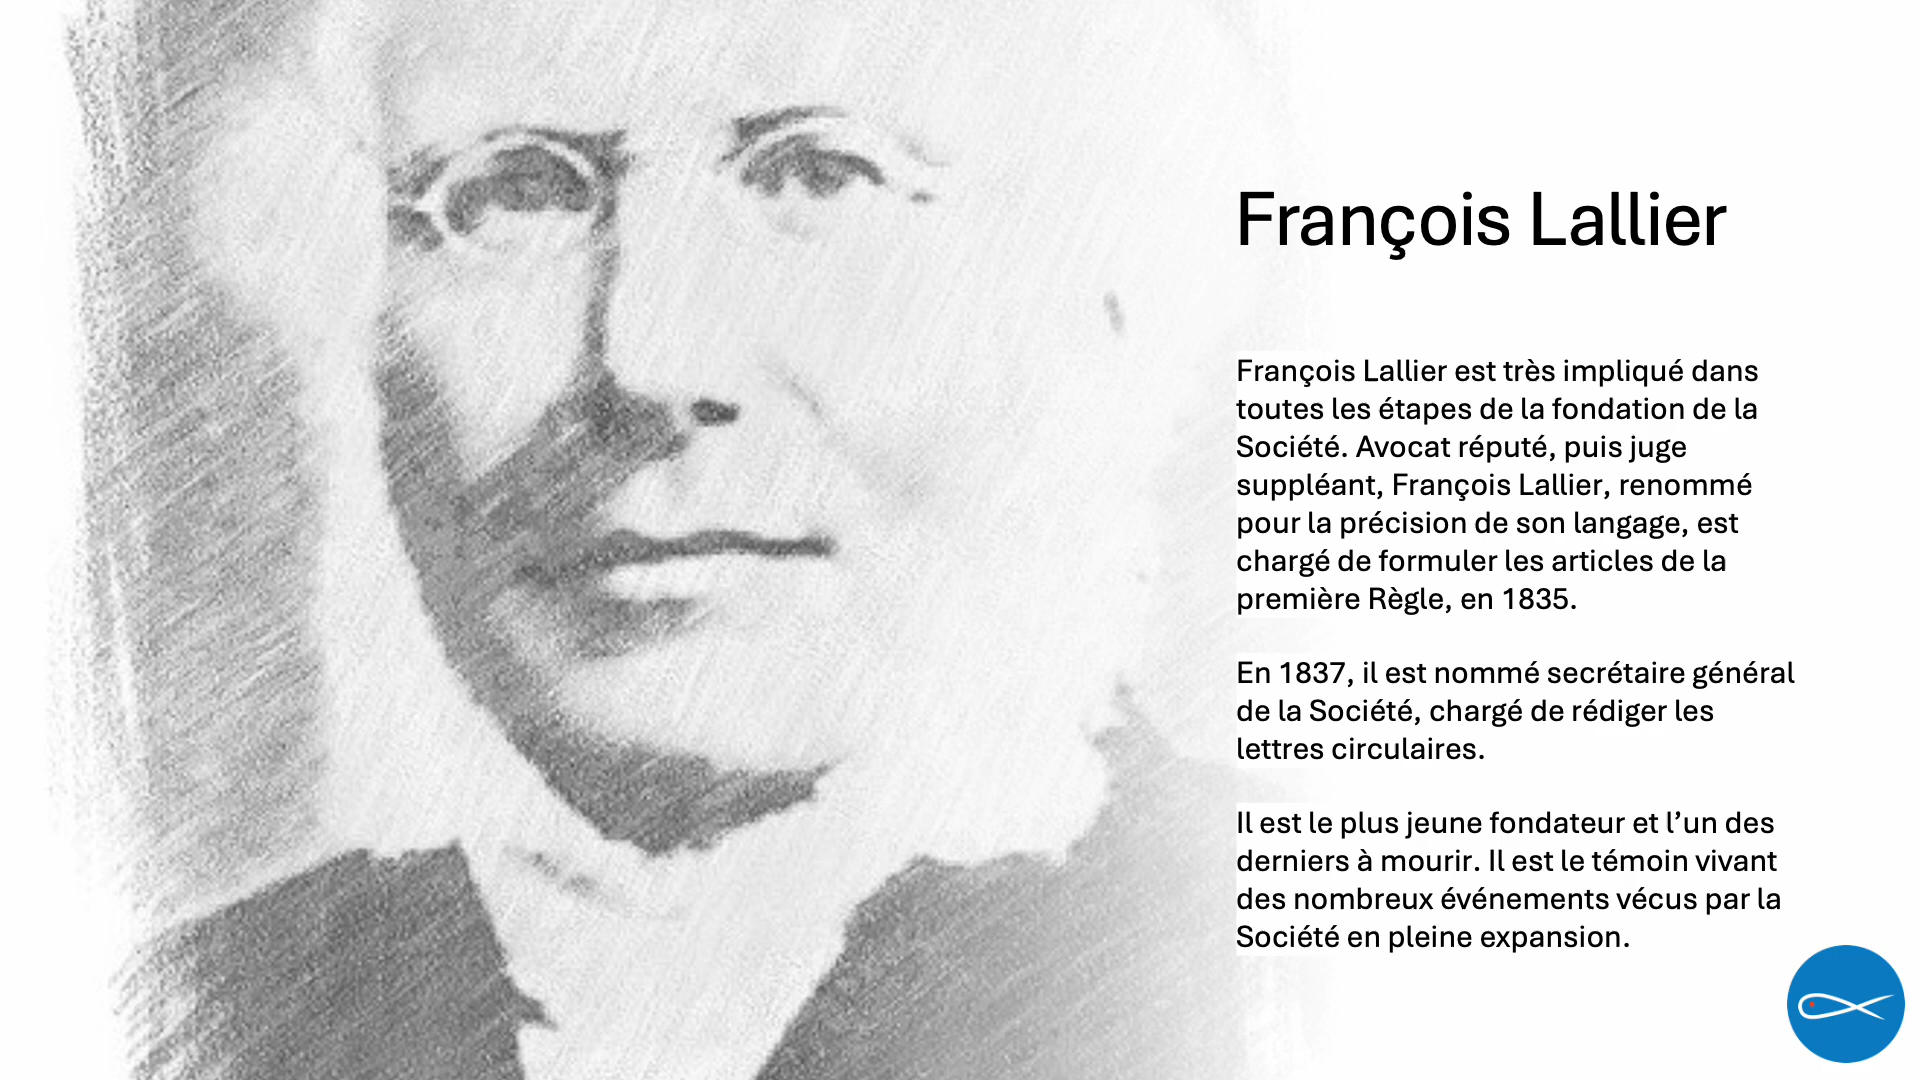 François Lallier
François Lallier est très impliqué dans
toutes les étapes de la fondation de la
Société. Avocat réputé, puis juge
suppléant, François Lallier, renommé
pour la précision de son langage, est
chargé de formuler les articles de la
première Règle, en 1835.
En 1837, il est nommé secrétaire général
de la Société, chargé de rédiger les
lettres circulaires.
Il est le plus jeune fondateur et l’un des
derniers à mourir. Il est le témoin vivant
des nombreux événements vécus par la
Société en pleine expansion.